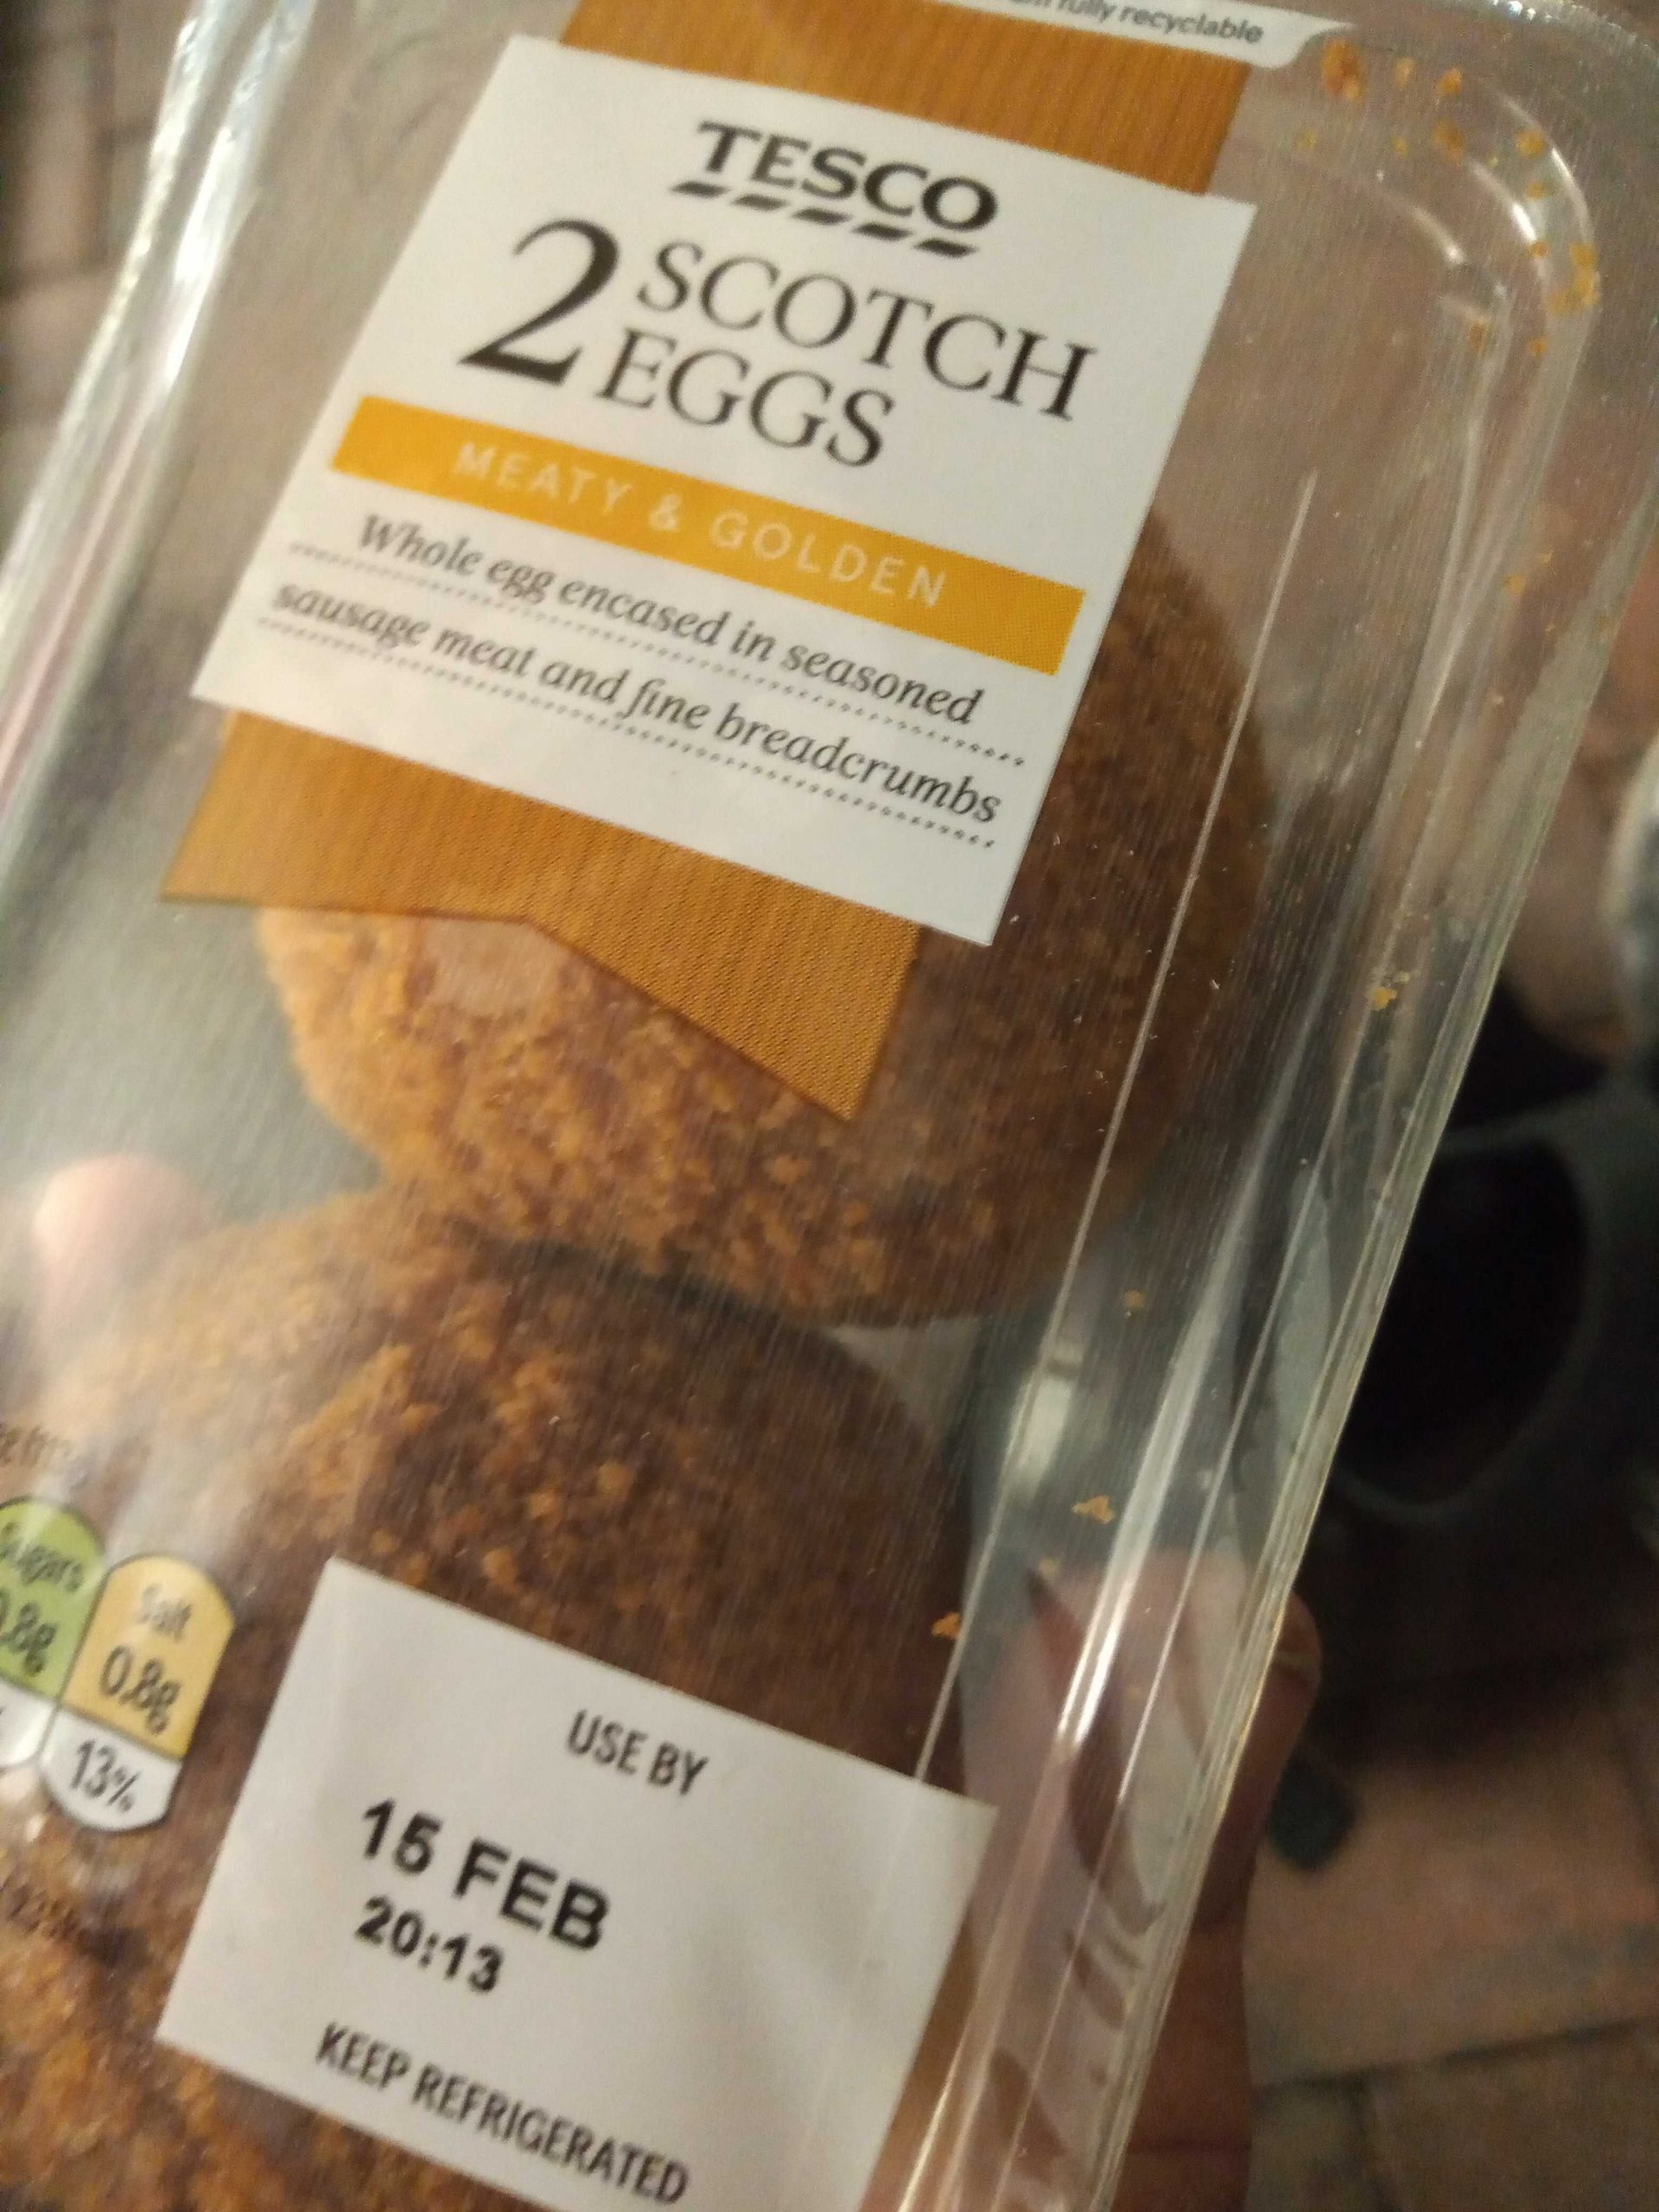 fully recyclable
TESCO
2 SCOTCH
EGGS
MEATY & GOLDEN
Whole egg encased in seasoned
sausage meat and fine breadcrumbs
Sugars
0.8g
Salt
0.8g
13%
USE BY
15 FEB
20:13
KEEP REFRIGERATED